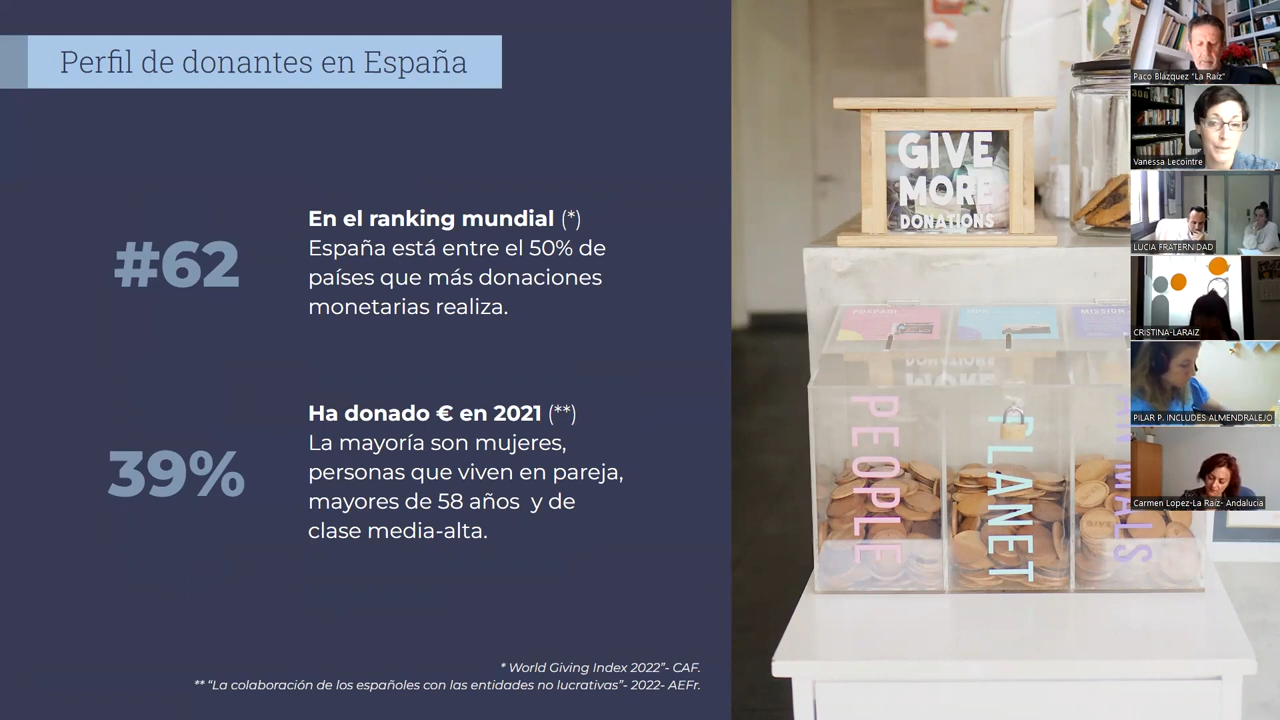 Perfil de donantes en España
#62
En el ranking mundial (*)
España está entre el 50% de
países que más donaciones
monetarias realiza.
39%
Ha donado € en 2021 (**)
La mayoría son mujeres,
personas que viven en pareja,
mayores de 58 años y de
clase media-alta.
* World Giving Index 2022”- CAF.
** “La colaboración de los españoles con las entidades no lucrativas”- 2022- AEFr.
GIVE
MORE
DONATIONS
PEOPLE
PLANET
Paco Blázquez "La Raíz"
Vanessa Lecointre
LUCIA FRATERNIDAD
CRISTINA-LARAIZ
PILAR P. INCLUDES ALMENDRALEJO
Carmen Lopez-La Raíz- Andalucia